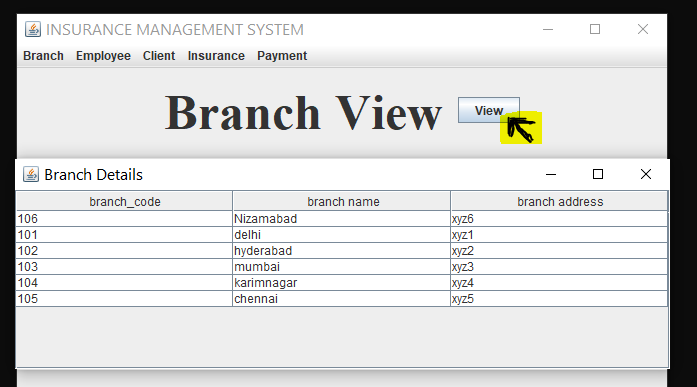 INSURANCE MANAGEMENT SYSTEM
Branch Employee Client Insurance Payment
Branch View View
Branch Details
branch_code branch name branch address
106 Nizamabad xyz6
101 delhi xyz1
102 hyderabad xyz2
103 mumbai xyz3
104 karimnagar xyz4
105 chennai xyz5